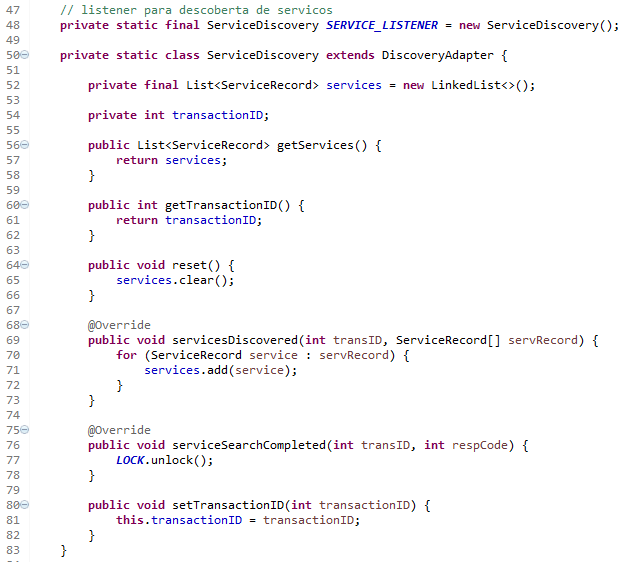 47 // listener para descoberta de servicos
48 private static final ServiceDiscovery SERVICE_LISTENER = new ServiceDiscovery();
49
50 private static class ServiceDiscovery extends DiscoveryAdapter {
51
52 private final List<ServiceRecord> services = new LinkedList<>();
53
54 private int transactionID;
55
56 public List<ServiceRecord> getServices() {
57 return services;
58 }
59
60 public int getTransactionID() {
61 return transactionID;
62 }
63
64 public void reset() {
65 services.clear();
66 }
67
68 @Override
69 public void servicesDiscovered(int transID, ServiceRecord[] servRecord) {
70 for (ServiceRecord service : servRecord) {
71 services.add(service);
72 }
73 }
74
75 @Override
76 public void serviceSearchCompleted(int transID, int respCode) {
77 LOCK.unlock();
78 }
79
80 public void setTransactionID(int transactionID) {
81 this.transactionID = transactionID;
82 }
83 }